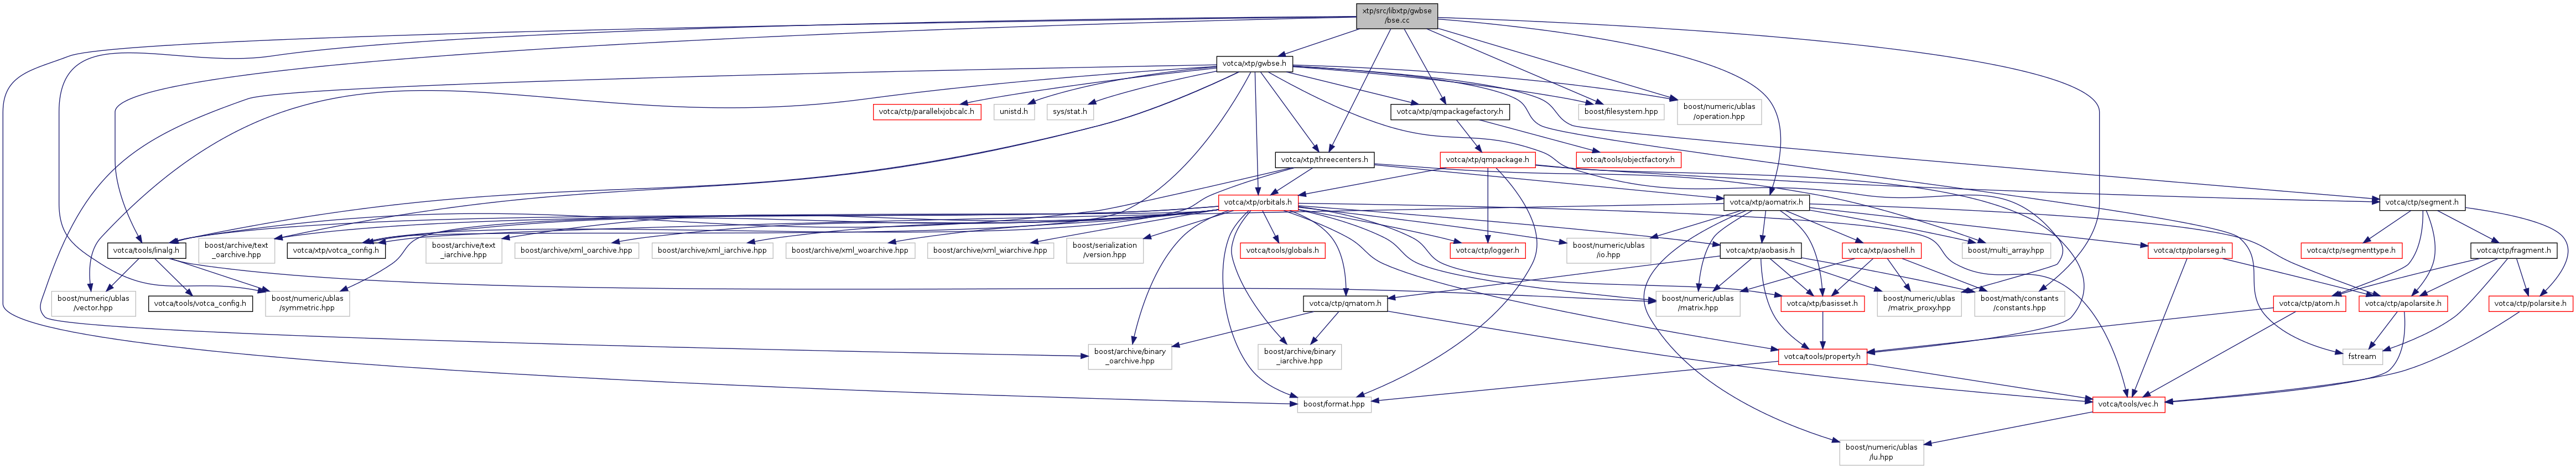 xtp/src/libxtp/gwbse
/bse.cc
votca/xtp/gwbse.h
votca/ctp/parallelxjobcalc.h
unistd.h
sys/stat.h
votca/xtp/qmpackagefactory.h
boost/filesystem.hpp
boost/numeric/ublas
/operation.hpp
votca/xtp/threecenters.h
votca/xtp/qmpackage.h
votca/tools/objectfactory.h
votca/xtp/orbitals.h
votca/xtp/aomatrix.h
votca/ctp/segment.h
votca/tools/linalg.h
boost/archive/text
_oarchive.hpp
votca/xtp/votca_config.h
boost/archive/text
_iarchive.hpp
boost/archive/xml_oarchive.hpp
boost/archive/xml_iarchive.hpp
boost/archive/xml_woarchive.hpp
boost/archive/xml_wiarchive.hpp
boost/serialization
/version.hpp
votca/tools/globals.h
votca/ctp/logger.h
boost/numeric/ublas
/io.hpp
votca/xtp/aobasis.h
votca/xtp/aoshell.h
boost/multi_array.hpp
votca/ctp/polarseg.h
votca/ctp/segmenttype.h
votca/ctp/fragment.h
boost/numeric/ublas
/vector.hpp
votca/tools/votca_config.h
boost/numeric/ublas
/symmetric.hpp
votca/ctp/qmatom.h
boost/numeric/ublas
/matrix.hpp
votca/xtp/basisset.h
boost/numeric/ublas
/matrix_proxy.hpp
boost/math/constants
/constants.hpp
votca/ctp/atom.h
votca/ctp/apolarsite.h
votca/ctp/polarsite.h
boost/archive/binary
_oarchive.hpp
boost/archive/binary
_iarchive.hpp
votca/tools/property.h
fstream
boost/format.hpp
votca/tools/vec.h
boost/numeric/ublas
/lu.hpp